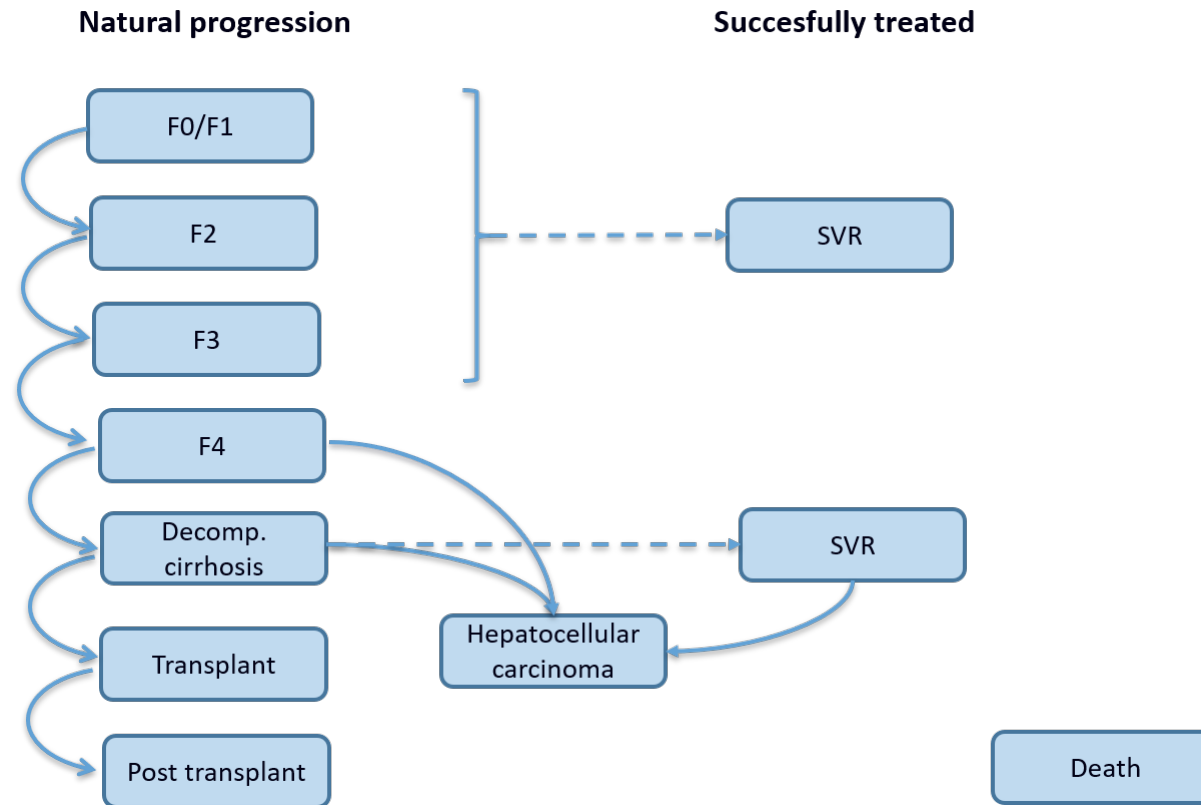 Natural progression
Succesfully treated
F0/F1
F2
SVR
F3
F4
Decomp.
cirrhosis
SVR
Hepatocellular
carcinoma
Transplant
Post transplant
Death